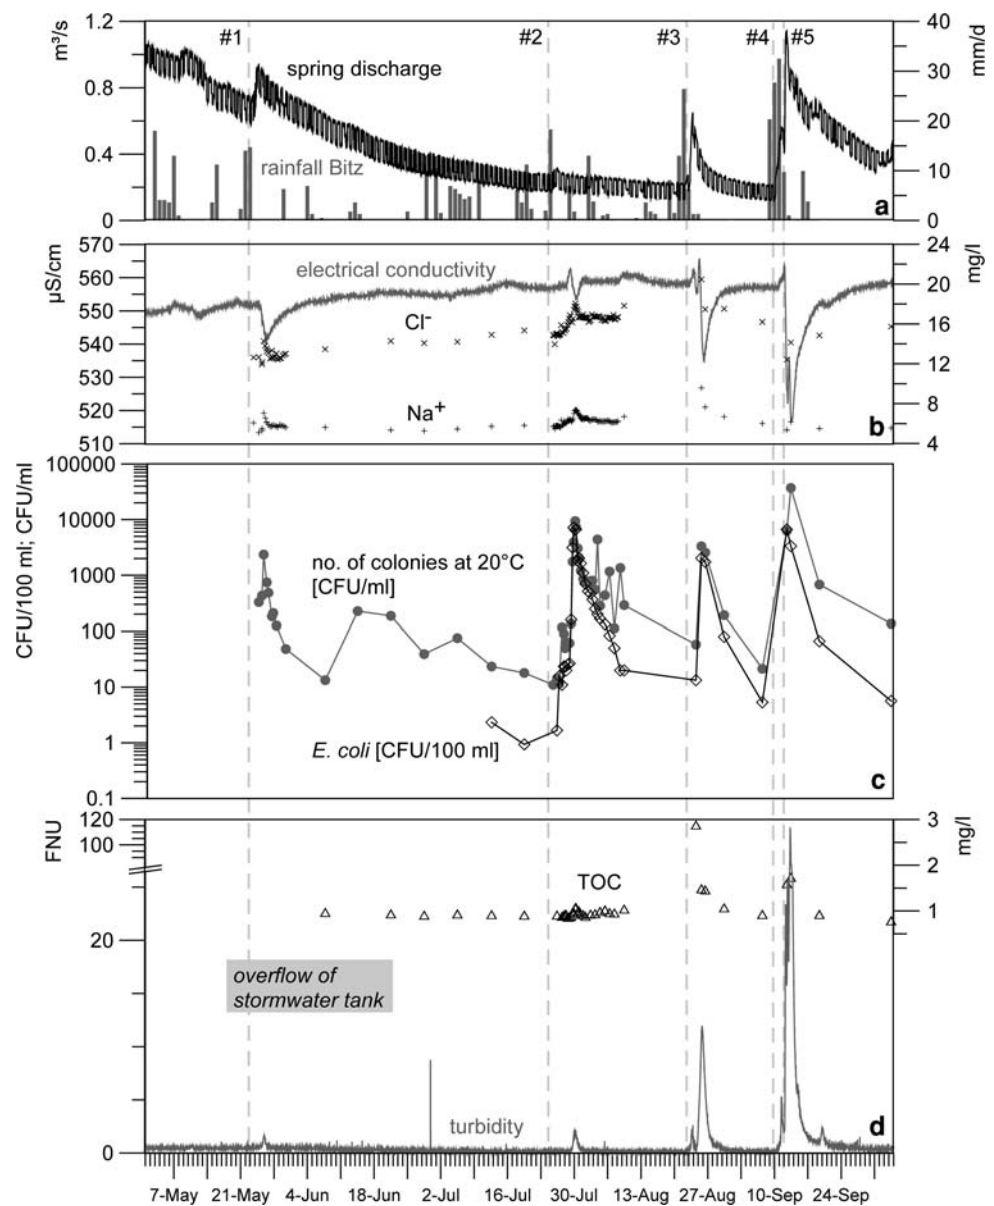 1.2 40
m³/s #1 #2 #3 #4 #5 mm/d
spring discharge
30
0.8
20
rainfall Bitz
0.4
10
a
0 0
570 24
560 electrical conductivity
µS/cm mg/l
20
550
Cl⁻
540 16
530 12
520 Na⁺ 8
b
510 4
100000
10000
no. of colonies at 20°C
[CFU/ml]
1000
CFU/100 ml; CFU/ml
100
10
1 E. coli [CFU/100 ml]
c
0.1
120 3
FNU 100
TOC 2
mg/l
1
20
overflow of
stormwater tank
turbidity d
0
7-May 21-May 4-Jun 18-Jun 2-Jul 16-Jul 30-Jul 13-Aug 27-Aug 10-Sep 24-Sep